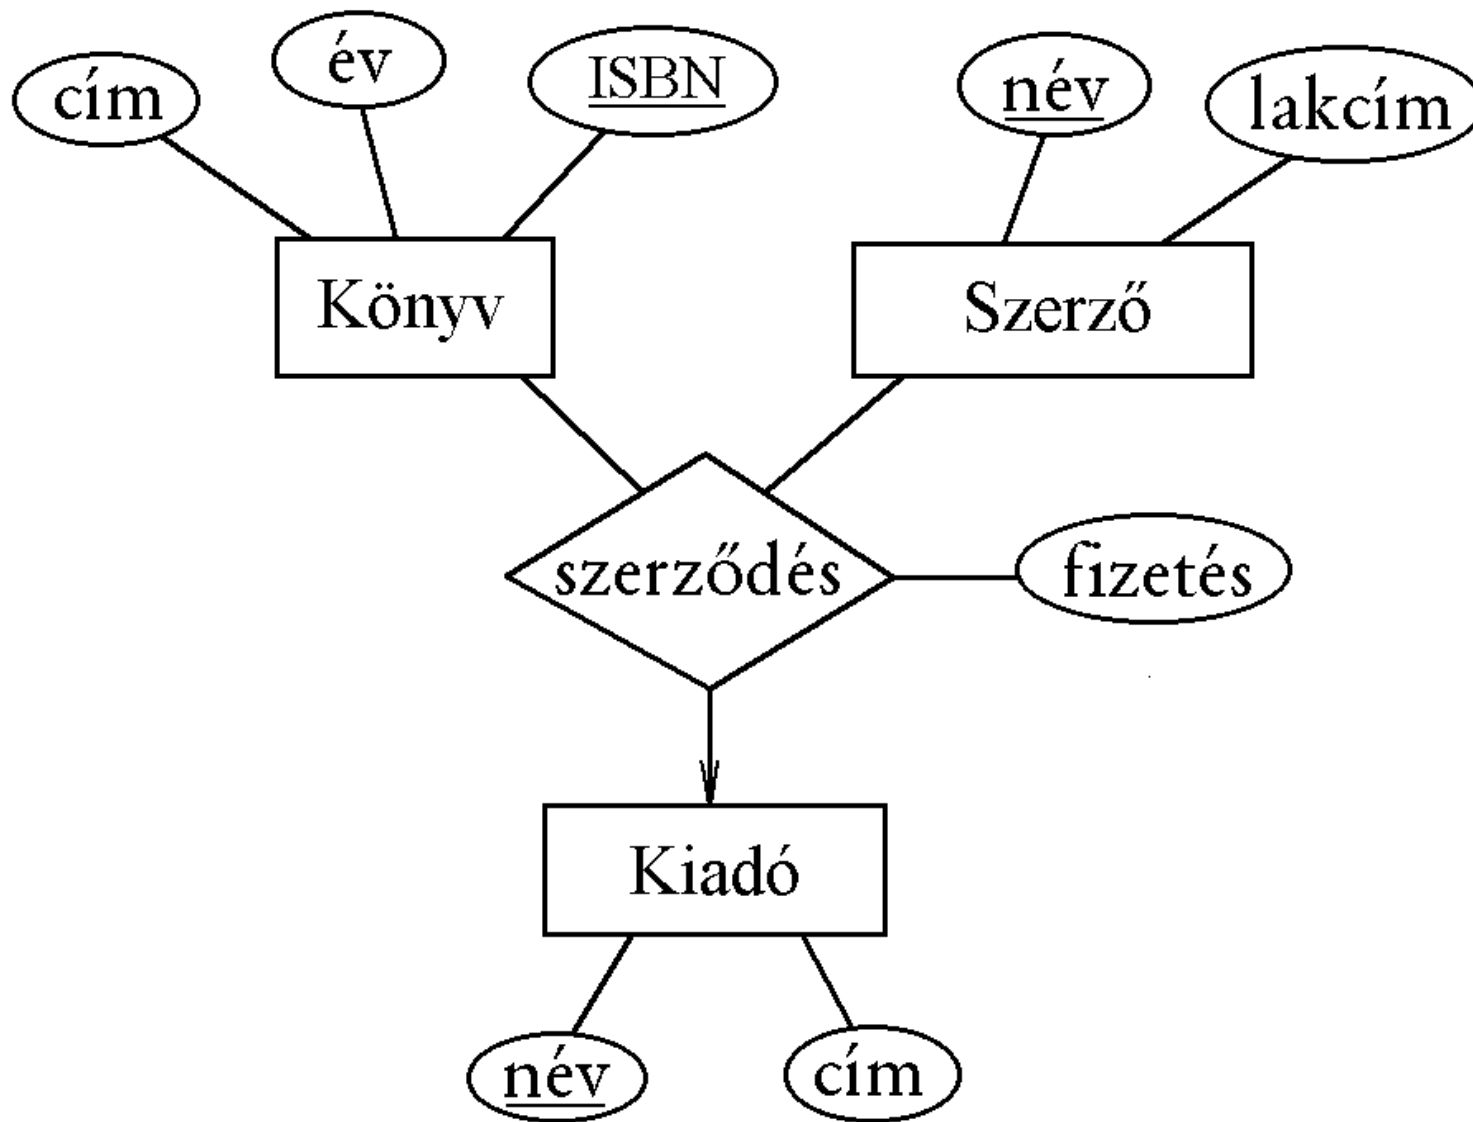 cím
év
ISBN
név
lakcím
Könyv
Szerző
szerződés
fizetés
Kiadó
név
cím